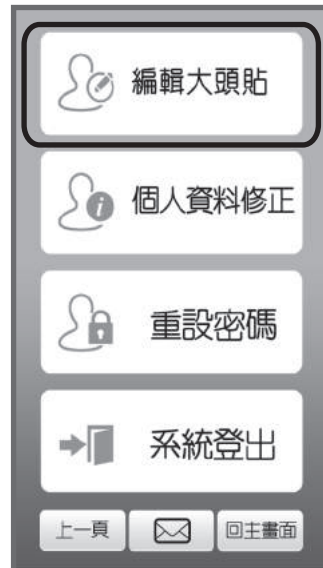 編輯大頭貼
個人資料修正
重設密碼
系統登出
上一頁
回主畫面